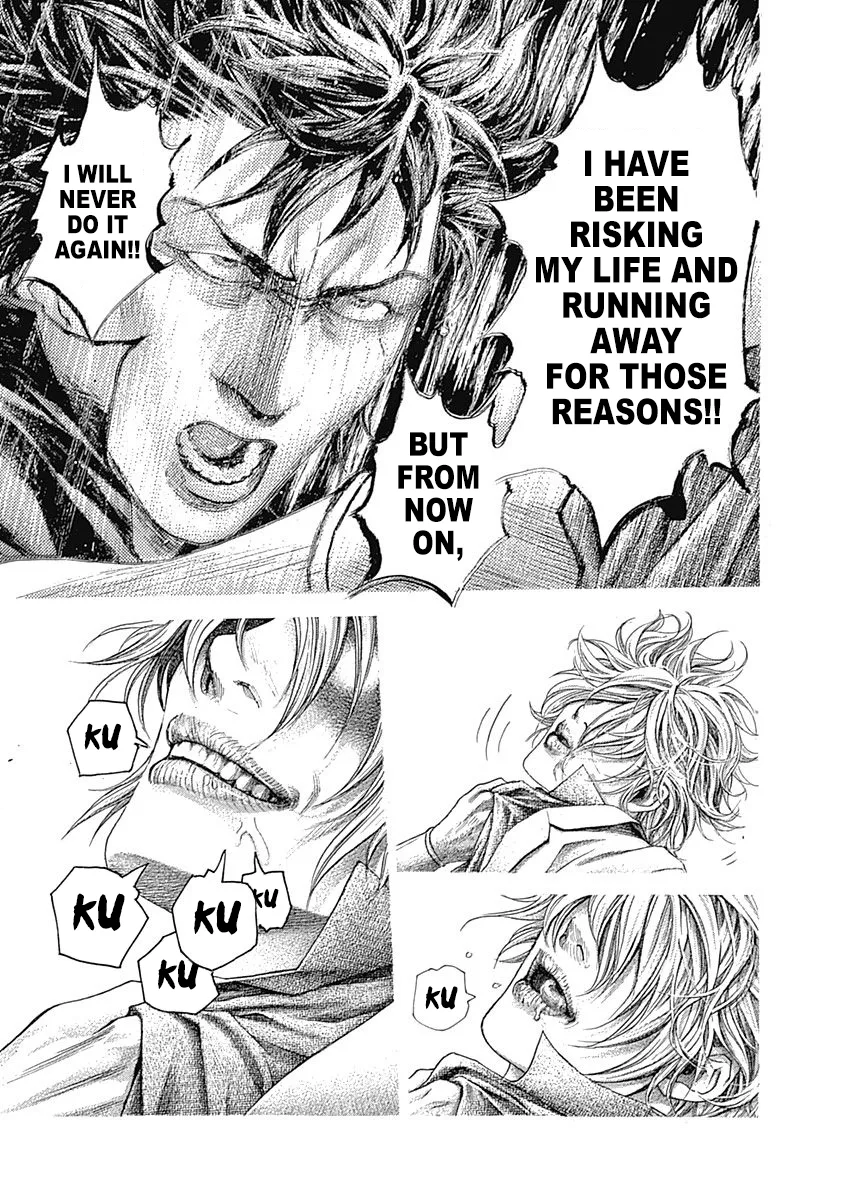 I HAVE
BEEN
RISKING
MY LIFE AND
RUNNING
AWAY
FOR THOSE
REASONS!!
BUT
FROM
NOW
ON,
I WILL
NEVER
DO IT
AGAIN!!
KU
KU
KU
KU
KU
KU